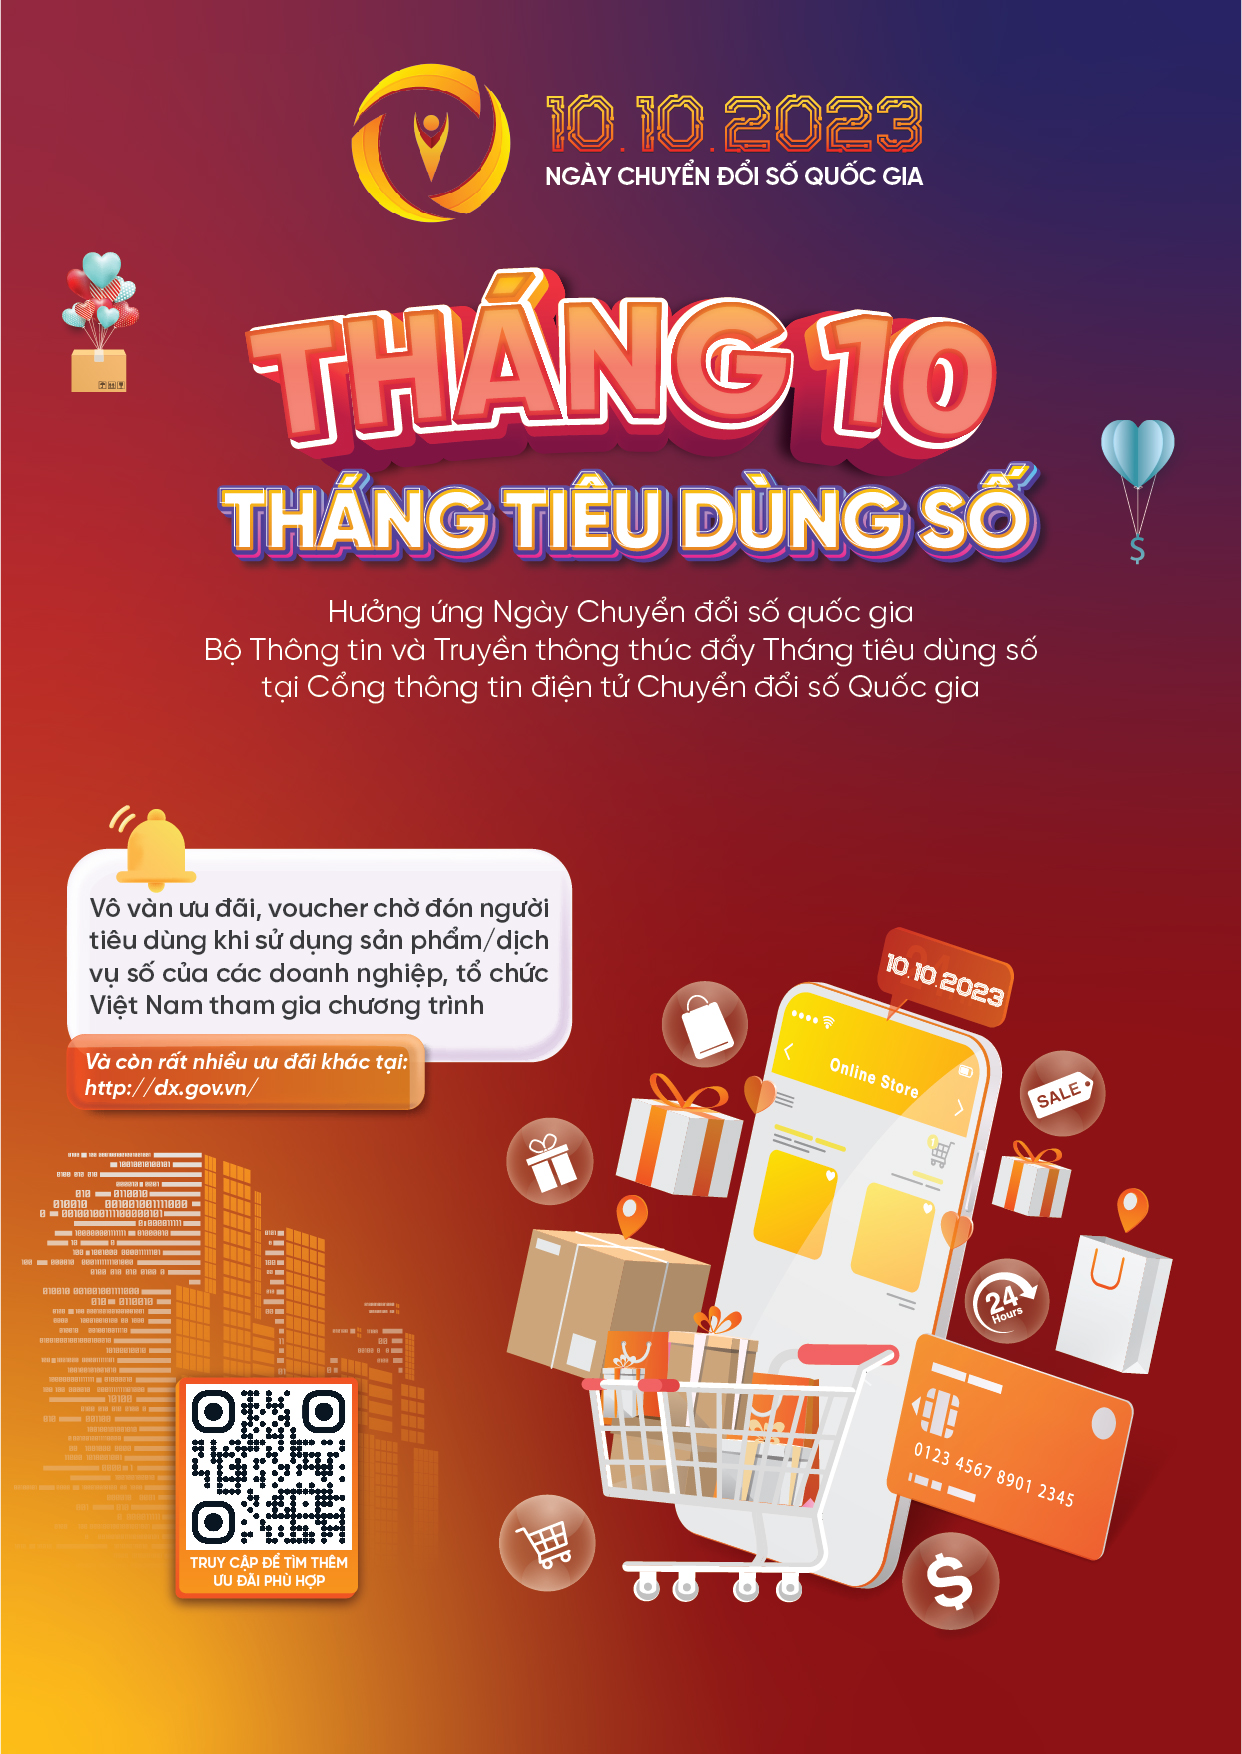 10.10.2023
NGÀY CHUYỂN ĐỔI SỐ QUỐC GIA
THÁNG 10
THÁNG TIÊU DÙNG SỐ
Hưởng ứng Ngày Chuyển đổi số quốc gia
Bộ Thông tin và Truyền thông thúc đẩy Tháng tiêu dùng số
tại Cổng thông tin điện tử Chuyển đổi số Quốc gia
Vô vàn ưu đãi, voucher chờ đón người
tiêu dùng khi sử dụng sản phẩm/dịch
vụ số của các doanh nghiệp, tổ chức
Việt Nam tham gia chương trình
Và còn rất nhiều ưu đãi khác tại:
http://dx.gov.vn/
10.10.2023
Online Store
SALE
24
Hours
$
0123 4567 8901 2345
$
TRUY CẬP ĐỂ TÌM THÊM
ƯU ĐÃI PHÙ HỢP